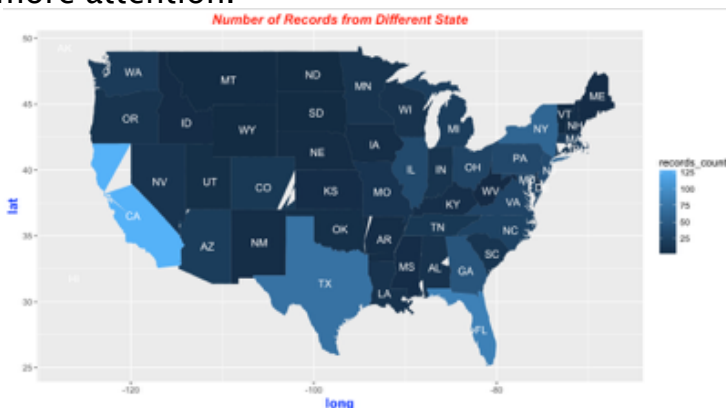 more attention.
Number of Records from Different State
AK
50
WA
MT
ND
MN
ME
45
OR
ID
SD
WI
VT
NH
WY
MI
NY
MA
IA
NE
PA
40
NV
UT
CO
IL
IN
OH
KS
MO
WV
VA
CA
KY
NC
TN
35
AZ
NM
OK
AR
SC
MS
AL
GA
TX
LA
30
FL
25
-120
-100
-80
lat
long
records_count
125
100
75
50
25